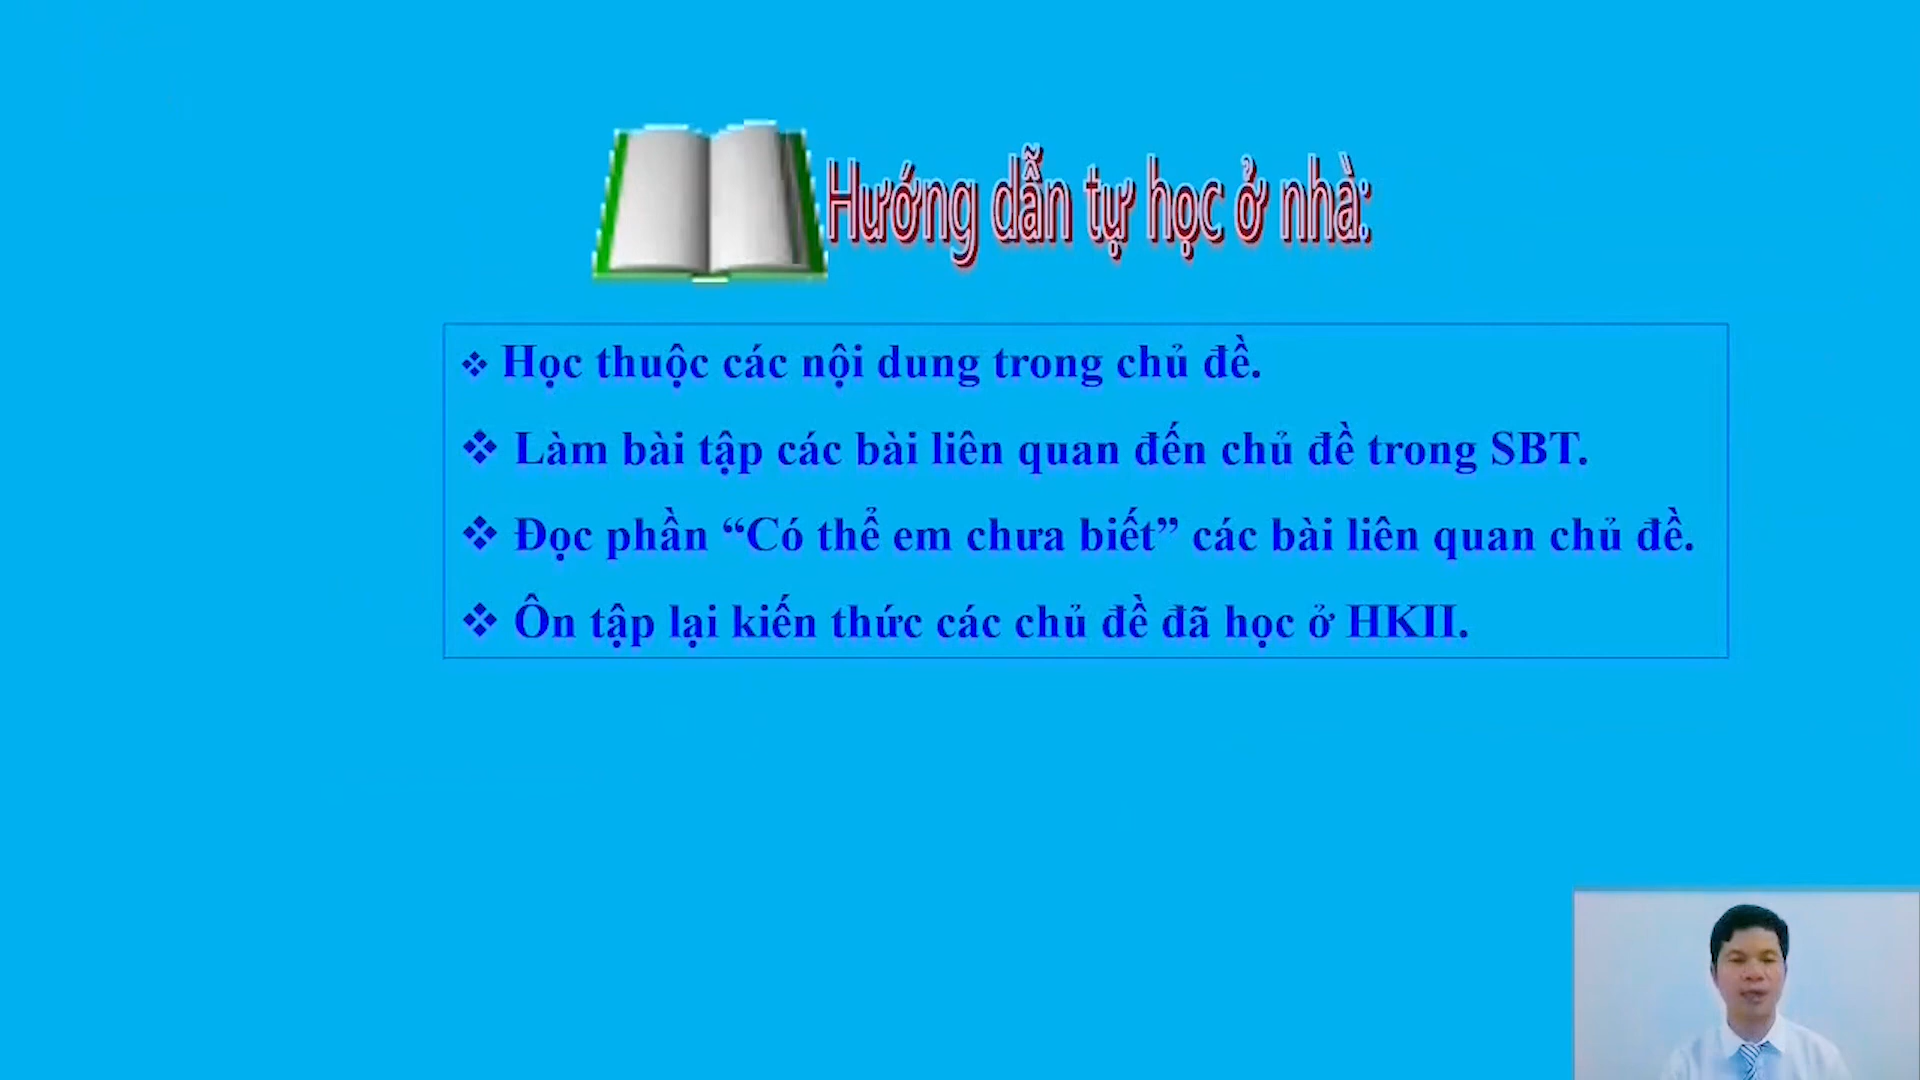 Hướng dẫn tự học ở nhà:
❖ Học thuộc các nội dung trong chủ đề.
❖ Làm bài tập các bài liên quan đến chủ đề trong SBT.
❖ Đọc phần “Có thể em chưa biết” các bài liên quan chủ đề.
❖ Ôn tập lại kiến thức các chủ đề đã học ở HKII.